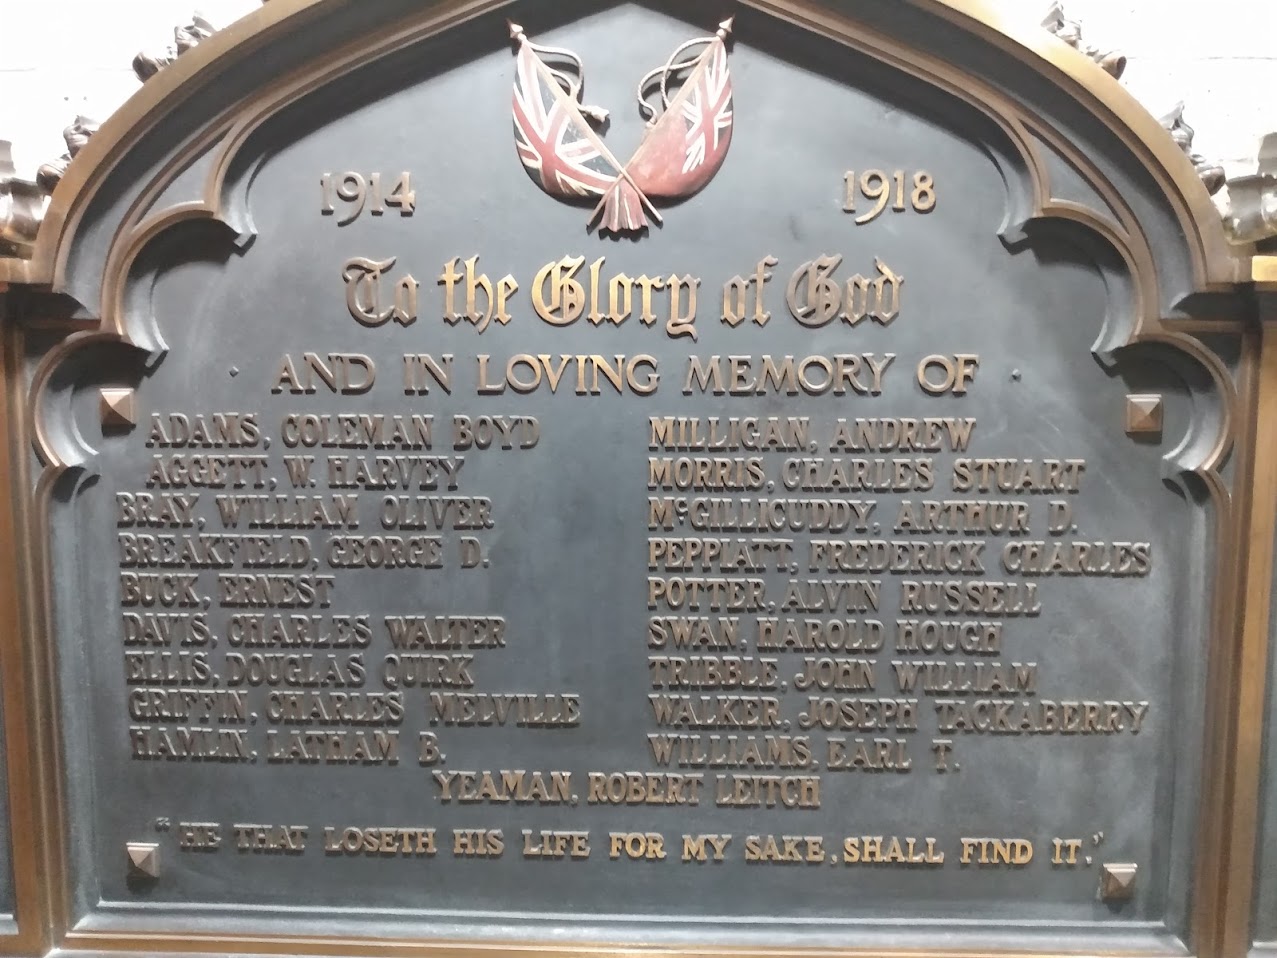 1914 1918
To the Glory of God
AND IN LOVING MEMORY OF
ADAMS, COLEMAN BOYD
AGGETT, W. HARVEY
BRAY, WILLIAM OLIVER
BREAKFIELD, GEORGE D.
BUCK, ERNEST
DAVIS, CHARLES WALTER
ELLIS, DOUGLAS QUIRK
GRIFFIN, CHARLES MELVILLE
HAMLIN, LATHAM B.
MILLIGAN, ANDREW
MORRIS, CHARLES STUART
McGILLICUDDY, ARTHUR D.
PEPPIATT, FREDERICK CHARLES
POTTER, ALVIN RUSSELL
SWAN, HAROLD HOUGH
TRIBBLE, JOHN WILLIAM
WALKER, JOSEPH TACKABERRY
WILLIAMS, EARL T.
YEAMAN, ROBERT LEITCH
"HE THAT LOSETH HIS LIFE FOR MY SAKE, SHALL FIND IT."